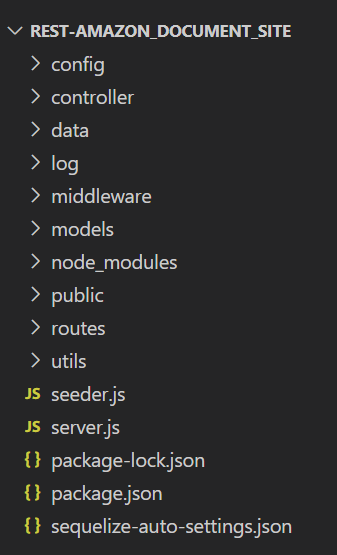 REST-AMAZON_DOCUMENT_SITE
config
controller
data
log
middleware
models
node_modules
public
routes
utils
JS seeder.js
JS server.js
{} package-lock.json
{} package.json
{} sequelize-auto-settings.json